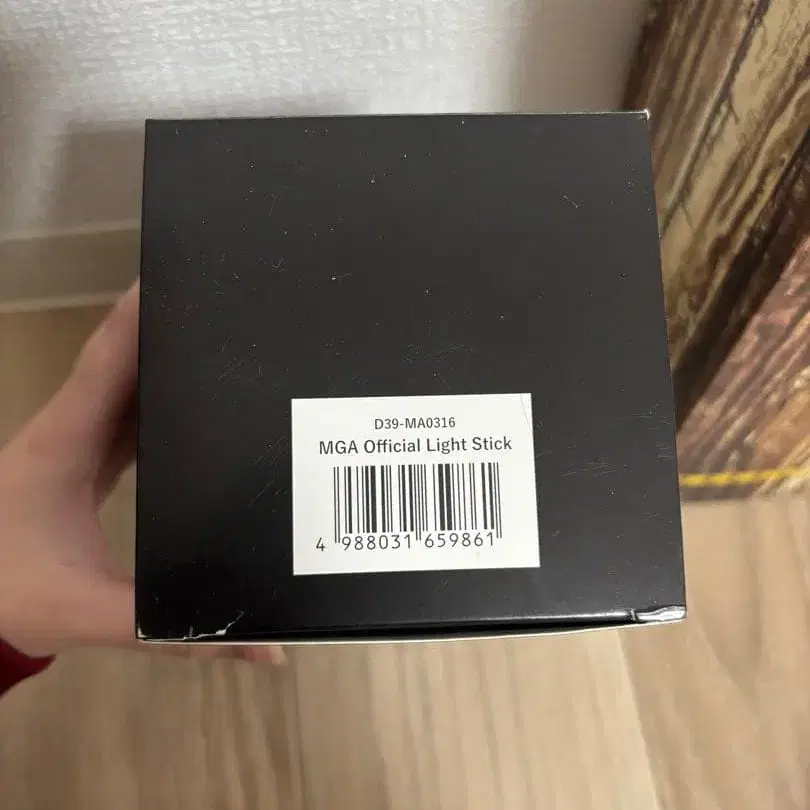 D39-MA0316
MGA Official Light Stick
4 988031 659861